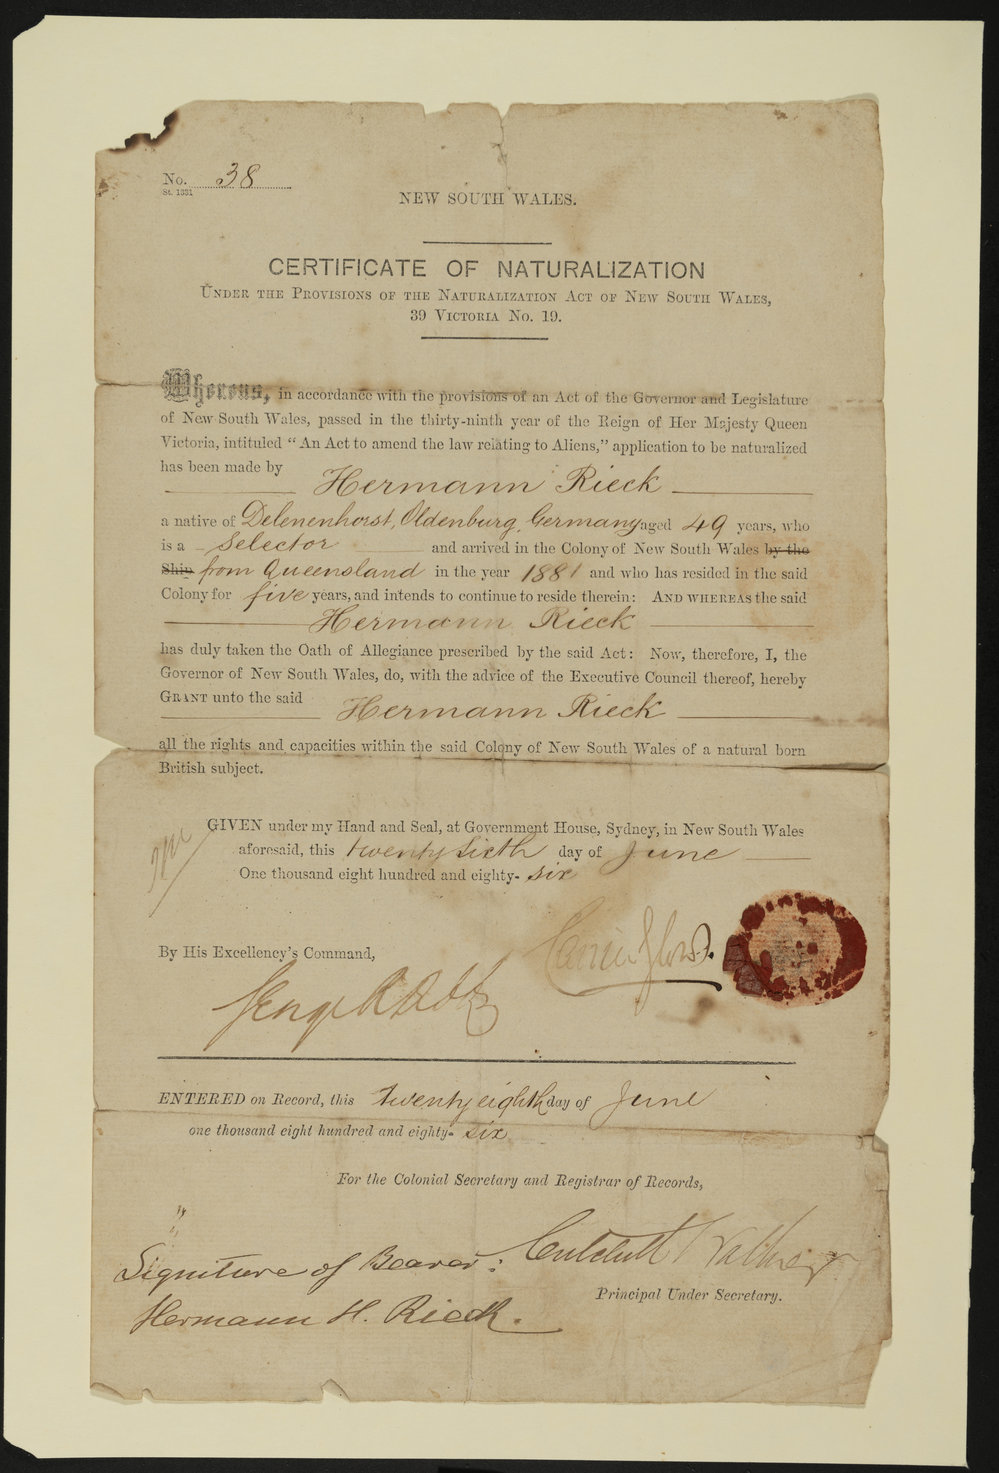 No. 38
St. 1331
NEW SOUTH WALES.
CERTIFICATE OF NATURALIZATION
UNDER THE PROVISIONS OF THE NATURALIZATION ACT OF NEW SOUTH WALES,
39 VICTORIA NO. 19.
Whereas, in accordance with the provisions of an Act of the Governor and Legislature
of New South Wales, passed in the thirty-ninth year of the Reign of Her Majesty Queen
Victoria, intituled "An Act to amend the law relating to Aliens," application to be naturalized
has been made by Hermann Rieck
a native of Delenenhorst, Oldenburg, Germany aged 49 years, who
is a selector and arrived in the Colony of New South Wales by the
Ship from Queensland in the year 1881 and who has resided in the said
Colony for five years, and intends to continue to reside therein: AND WHEREAS the said
Hermann Rieck
has duly taken the Oath of Allegiance prescribed by the said Act: Now, therefore, I, the
Governor of New South Wales, do, with the advice of the Executive Council thereof, hereby
GRANT unto the said Hermann Rieck
all the rights and capacities within the said Colony of New South Wales of a natural born
British subject.
GIVEN under my Hand and Seal, at Government House, Sydney, in New South Wales
aforesaid, this twenty sixth day of June
One thousand eight hundred and eighty-six
By His Excellency's Command,
ENTERED on Record, this twenty eighth day of June
one thousand eight hundred and eighty-six
For the Colonial Secretary and Registrar of Records,
Critchett Walker
Principal Under Secretary.
Signiture of Bearer:
Hermann H. Rieck.